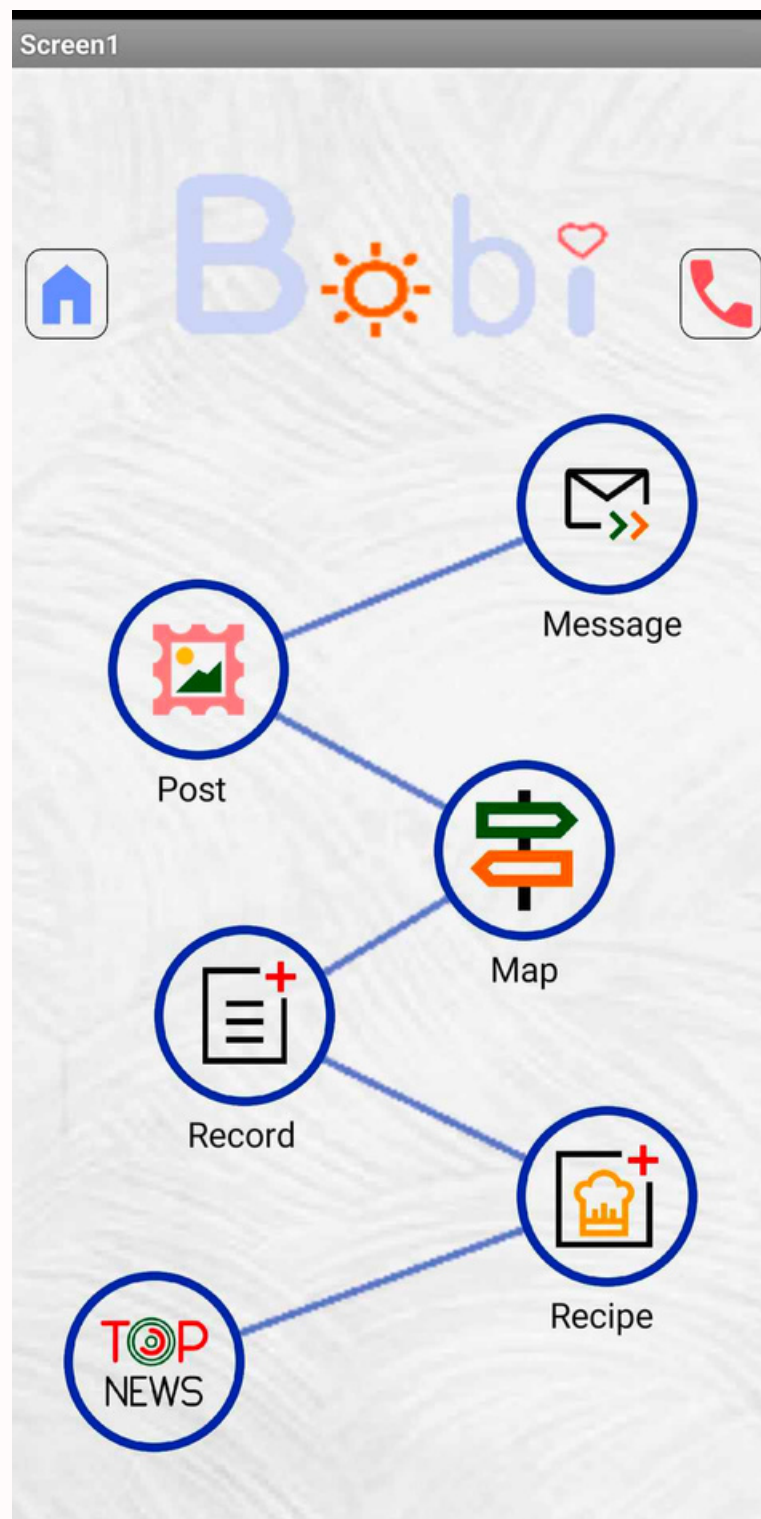 Screen1
Bobi
Message
Post
Map
Record
Recipe
TOP
NEWS